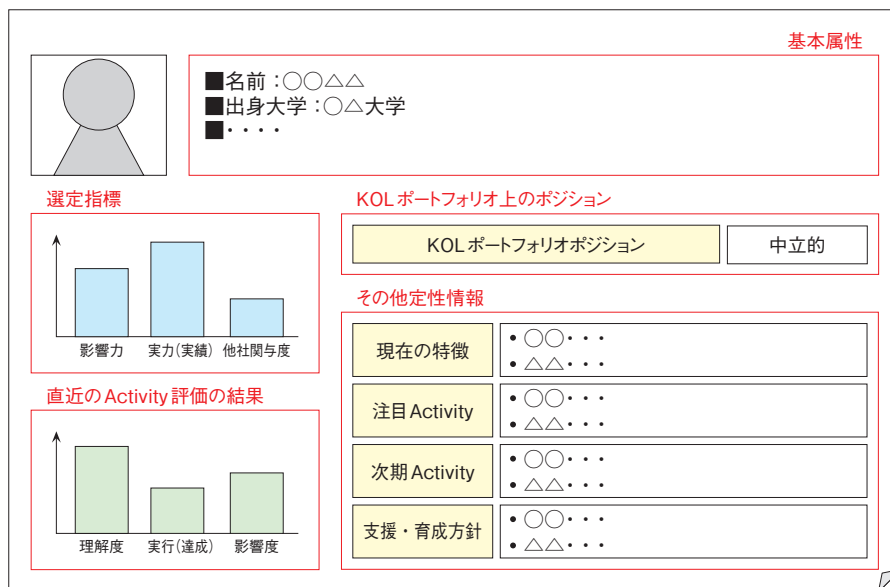 基本属性
■名前：○○△△
■出身大学：○△大学
■・・・・
選定指標
影響力 実力(実績) 他社関与度
KOLポートフォリオ上のポジション
KOLポートフォリオポジション 中立的
直近のActivity評価の結果
理解度 実行(達成) 影響度
その他定性情報
現在の特徴
• ○○・・・
• △△・・・
注目Activity
• ○○・・・
• △△・・・
次期Activity
• ○○・・・
• △△・・・
支援・育成方針
• ○○・・・
• △△・・・